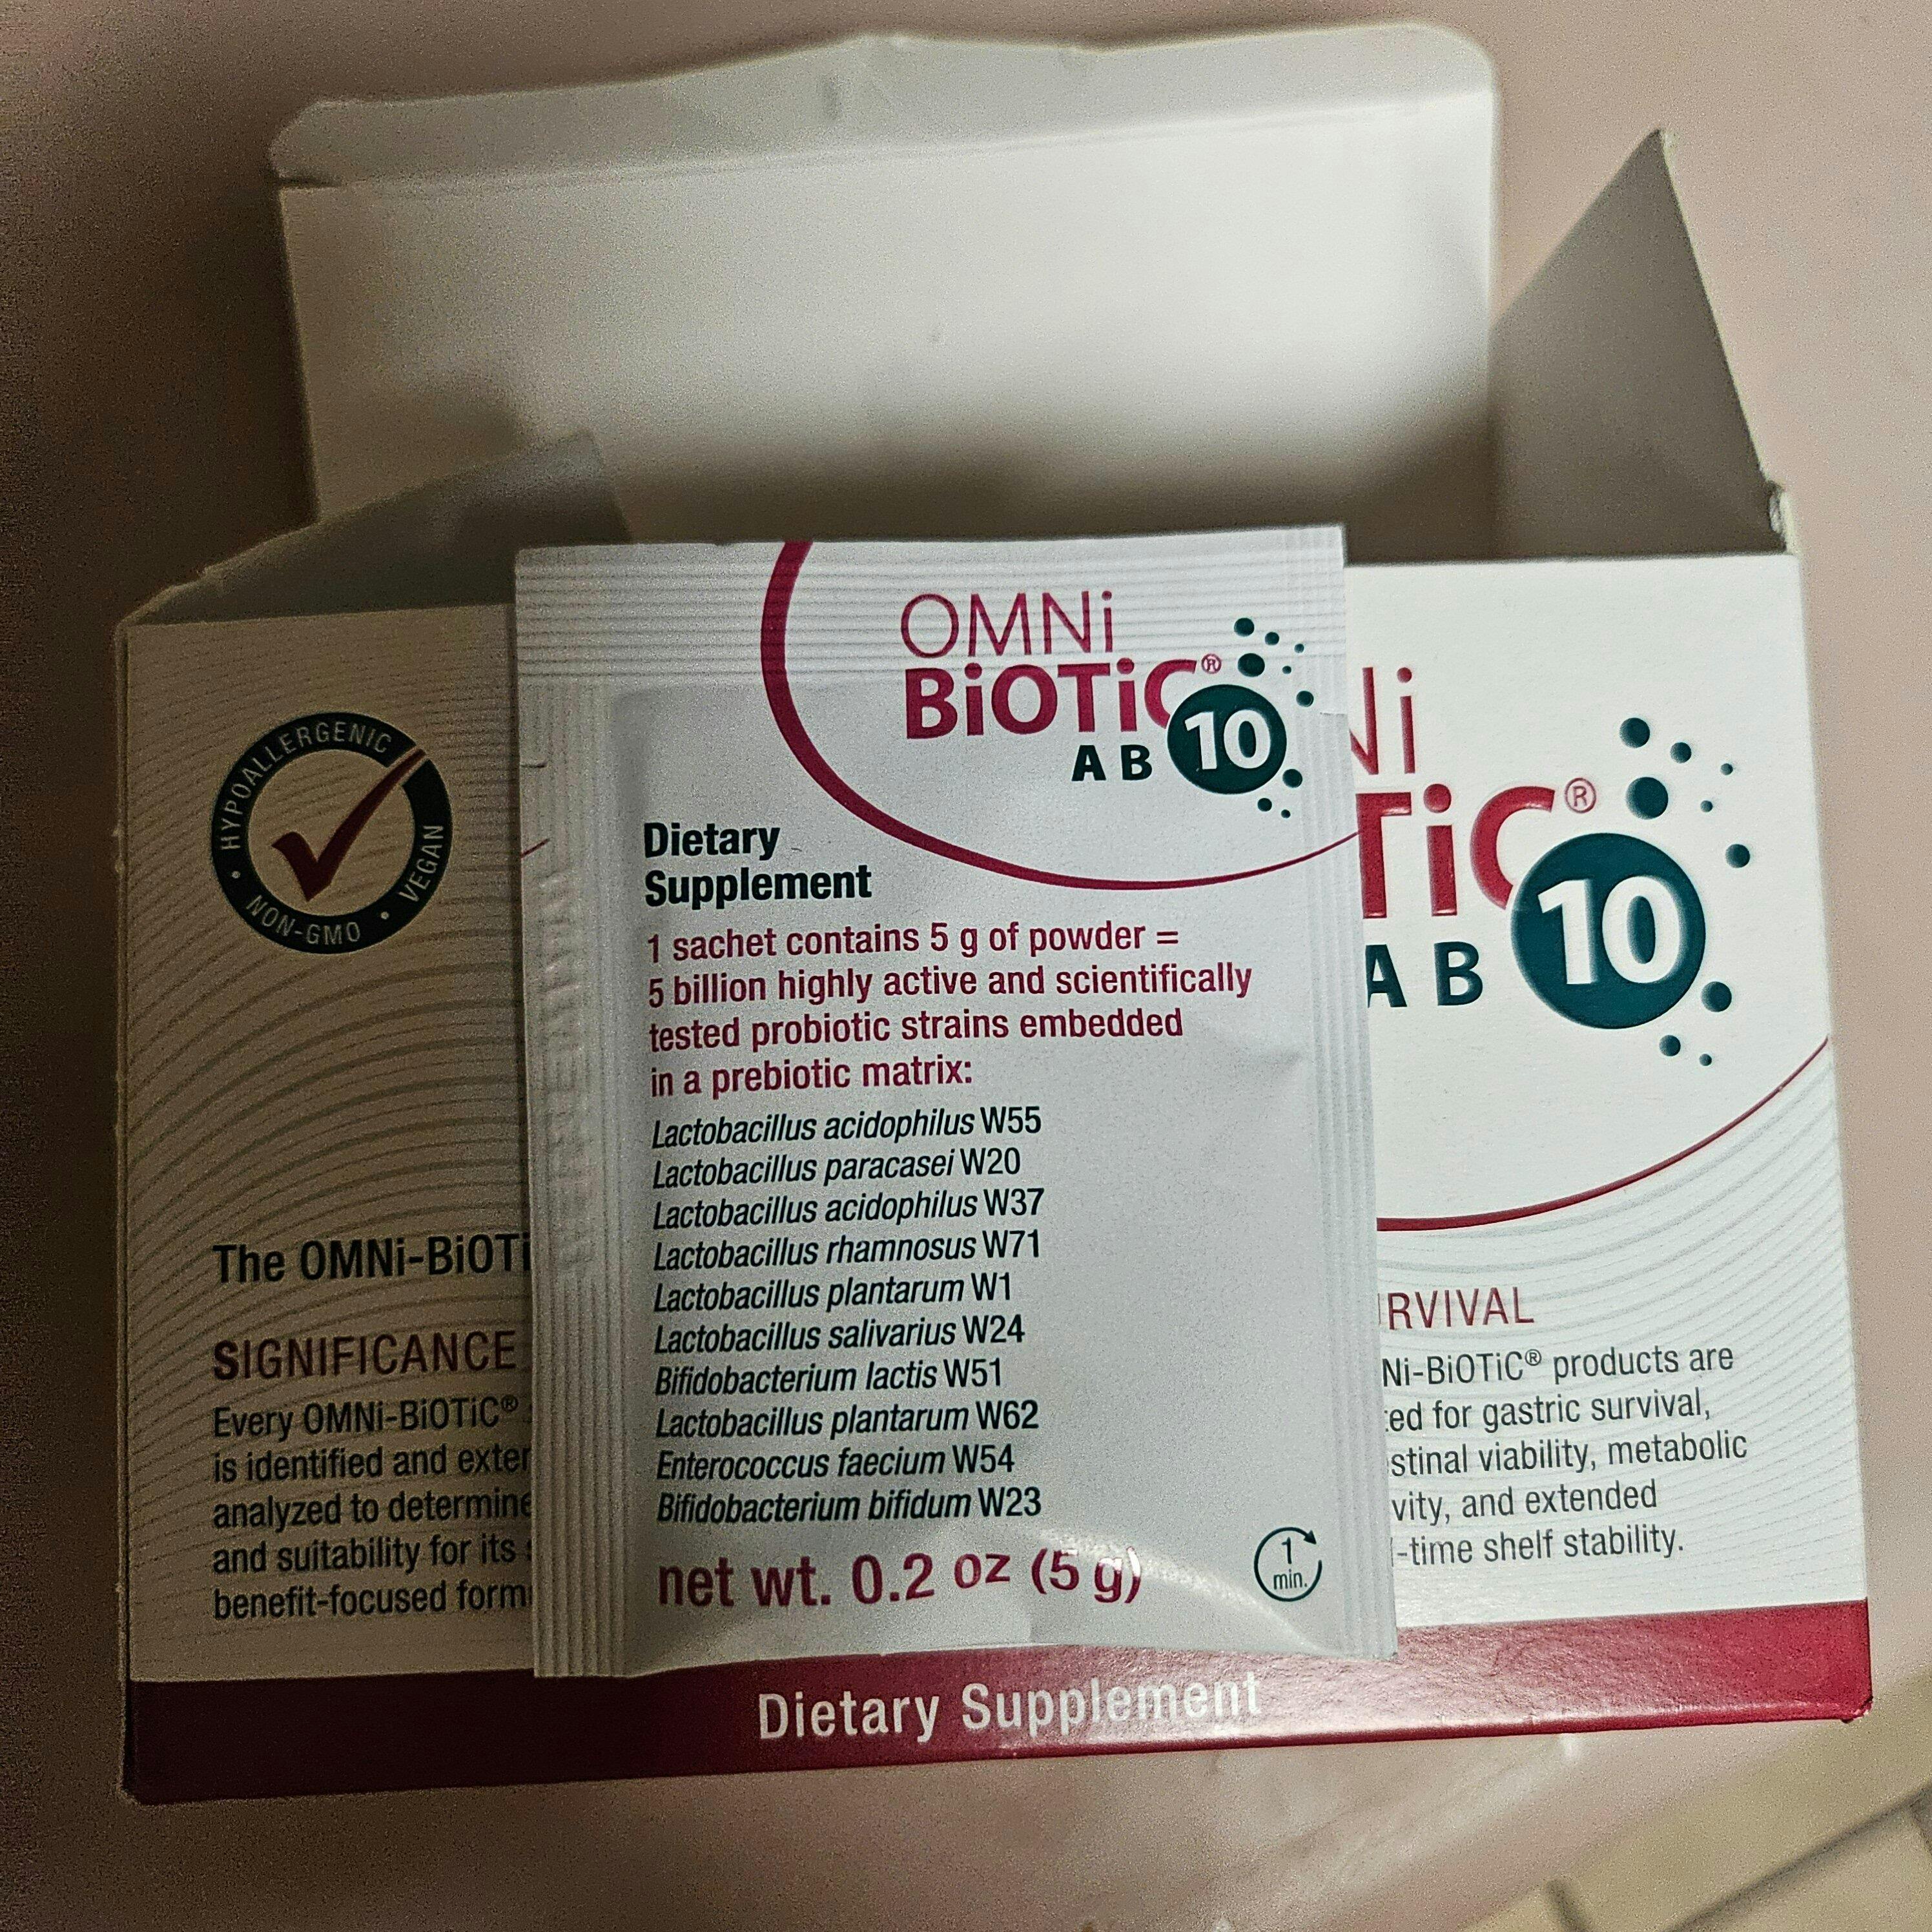 OMNi
BiOTiC®
AB 10
Dietary
Supplement
1 sachet contains 5 g of powder =
5 billion highly active and scientifically
tested probiotic strains embedded
in a prebiotic matrix:
Lactobacillus acidophilus W55
Lactobacillus paracasei W20
Lactobacillus acidophilus W37
Lactobacillus rhamnosus W71
Lactobacillus plantarum W1
Lactobacillus salivarius W24
Bifidobacterium lactis W51
Lactobacillus plantarum W62
Enterococcus faecium W54
Bifidobacterium bifidum W23
net wt. 0.2 oz (5 g)
1
min.
HYPOALLERGENIC • VEGAN • NON-GMO •
The OMNi-BiOTi
SIGNIFICANCE
Every OMNi-BiOTiC®
is identified and exter
analyzed to determine
and suitability for its
benefit-focused form
Ni
TiC®
AB 10
RVIVAL
Ni-BiOTiC® products are
ed for gastric survival,
stinal viability, metabolic
vity, and extended
-time shelf stability.
Dietary Supplement